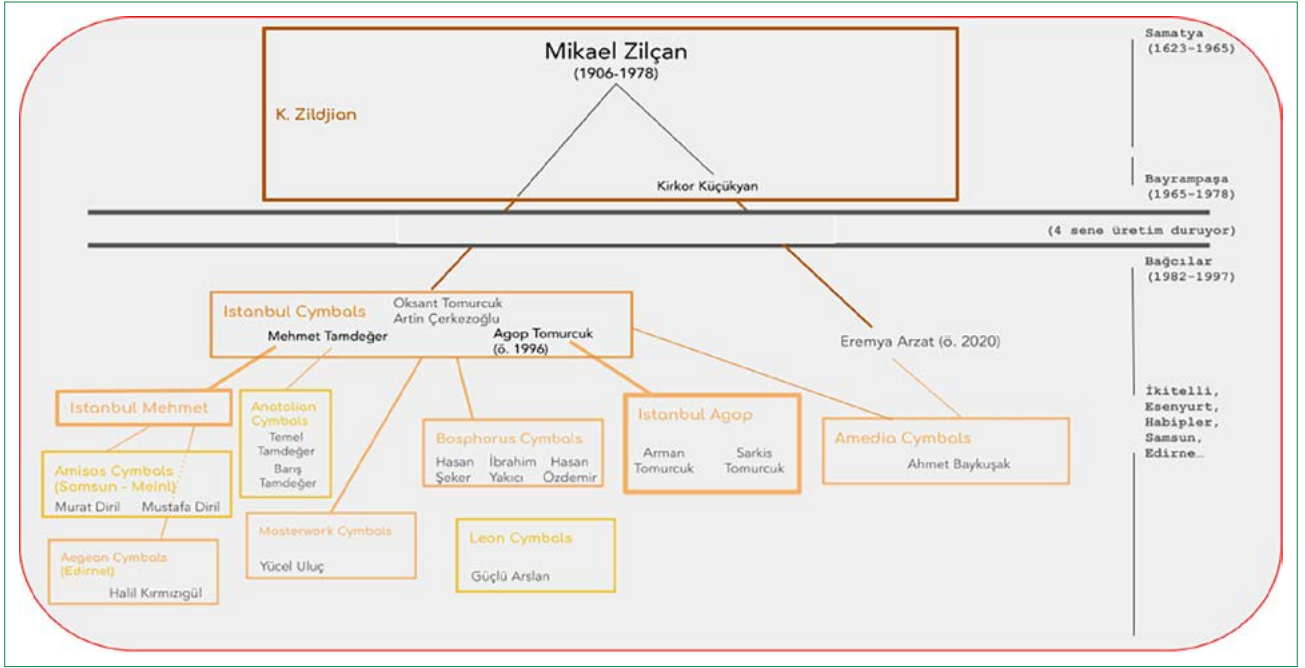 Mikael Zilçan
(1906-1978)
K. Zildjian
Kirkor Küçükyan
Samatya
(1623-1965)
Bayrampaşa
(1965-1978)
(4 sene üretim duruyor)
Bağcılar
(1982-1997)
Istanbul Cymbals
Oksant Tomurcuk
Artin Çerkezoğlu
Mehmet Tamdeğer
Agop Tomurcuk
(ö. 1996)
Eremya Arzat (ö. 2020)
Istanbul Mehmet
Anatolian
Cymbals
Temel
Tamdeğer
Barış
Tamdeğer
Bosphorus Cymbals
Hasan
Şeker
İbrahim
Yakici
Hasan
Özdemir
Istanbul Agop
Arman
Tomurcuk
Sarkis
Tomurcuk
Amedia Cymbals
Ahmet Baykuşak
İkitelli,
Esenyurt,
Habipler,
Samsun,
Edirne…
Amisos Cymbals
(Samsun - Meinl)
Murat Diril
Mustafa Diril
Aegean Cymbals
(Edirnel)
Halil Kırmızıgül
Masterwork Cymbals
Yücel Uluç
Leon Cymbals
Güçlü Arslan